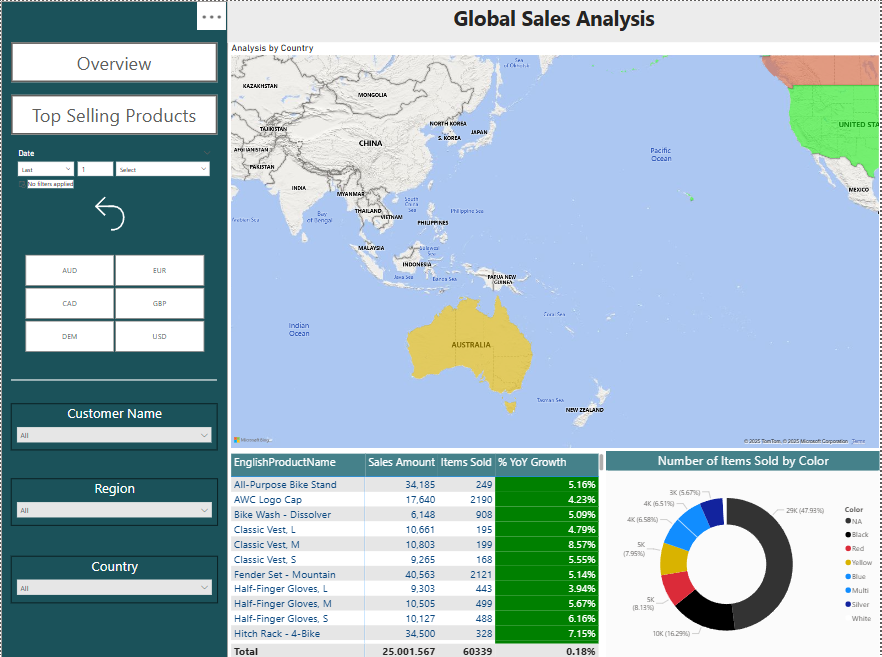 Global Sales Analysis
Overview
Top Selling Products
Date
Last
1
Select
No filters applied
AUD
EUR
CAD
GBP
DEM
USD
Customer Name
All
Region
All
Country
All
Analysis by Country
Sea
of Okhotsk
KAZAKHSTAN
MONGOLIA
NORTH KOREA
TAJIKISTAN
CHINA
S. KOREA
JAPAN
AFGHANISTAN
PAKISTAN
UNITED STA
Pacific
Ocean
MEXICO
INDIA
MYANMAR
South
China
Sea
Arabian Sea
Bay
of Bengal
THAILAND
VIETNAM
Philippine Sea
PHILIPPINES
MALAYSIA
Sulawesi
Sea
INDONESIA
Java Sea
Banda Sea
PAPUA NEW
GUINEA
Coral Sea
Indian
Ocean
AUSTRALIA
Tasman Sea
NEW ZEALAND
Microsoft Bing
© 2025 TomTom, © 2025 Microsoft Corporation Terms
EnglishProductName Sales Amount Items Sold % YoY Growth
All-Purpose Bike Stand 34,185 249 5.16%
AWC Logo Cap 17,640 2190 4.23%
Bike Wash - Dissolver 6,148 908 5.09%
Classic Vest, L 10,661 195 4.79%
Classic Vest, M 10,803 199 8.57%
Classic Vest, S 9,265 168 5.55%
Fender Set - Mountain 40,563 2121 5.14%
Half-Finger Gloves, L 9,303 443 3.94%
Half-Finger Gloves, M 10,505 499 5.67%
Half-Finger Gloves, S 10,127 488 6.16%
Hitch Rack - 4-Bike 34,500 328 7.15%
Total 25.001.567 60339 0.18%
Number of Items Sold by Color
3K (5.67%)
4K (6.51%)
4K (6.58%)
5K
(7.95%)
5K
(8.13%)
10K (16.29%)
29K (47.93%)
Color
NA
Black
Red
Yellow
Blue
Multi
Silver
White